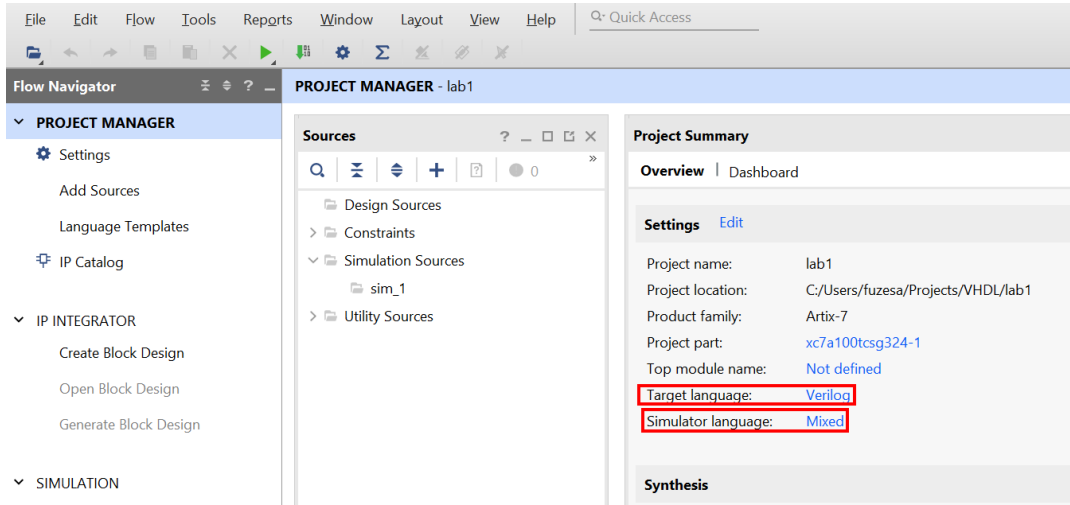 File Edit Flow Tools Reports Window Layout View Help Quick Access
Flow Navigator ?
PROJECT MANAGER - lab1
PROJECT MANAGER
Settings
Add Sources
Language Templates
IP Catalog
IP INTEGRATOR
Create Block Design
Open Block Design
Generate Block Design
SIMULATION
Sources ?
0 »
Design Sources
Constraints
Simulation Sources
sim_1
Utility Sources
Project Summary
Overview | Dashboard
Settings Edit
Project name: lab1
Project location: C:/Users/fuzesa/Projects/VHDL/lab1
Product family: Artix-7
Project part: xc7a100tcsg324-1
Top module name: Not defined
Target language: Verilog
Simulator language: Mixed
Synthesis